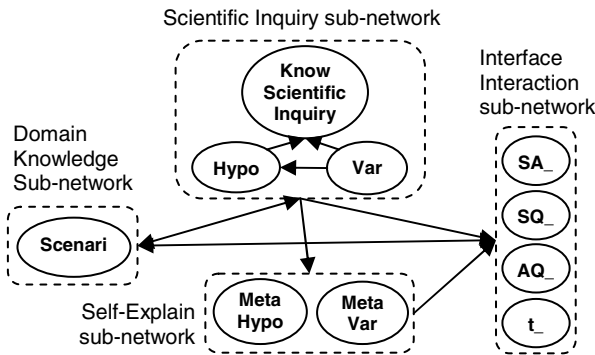 Scientific Inquiry sub-network
Know
Scientific
Inquiry
Hypo
Var
Interface
Interaction
sub-network
SA_
SQ_
AQ_
t_
Domain
Knowledge
Sub-network
Scenari
Self-Explain
sub-network
Meta
Hypo
Meta
Var